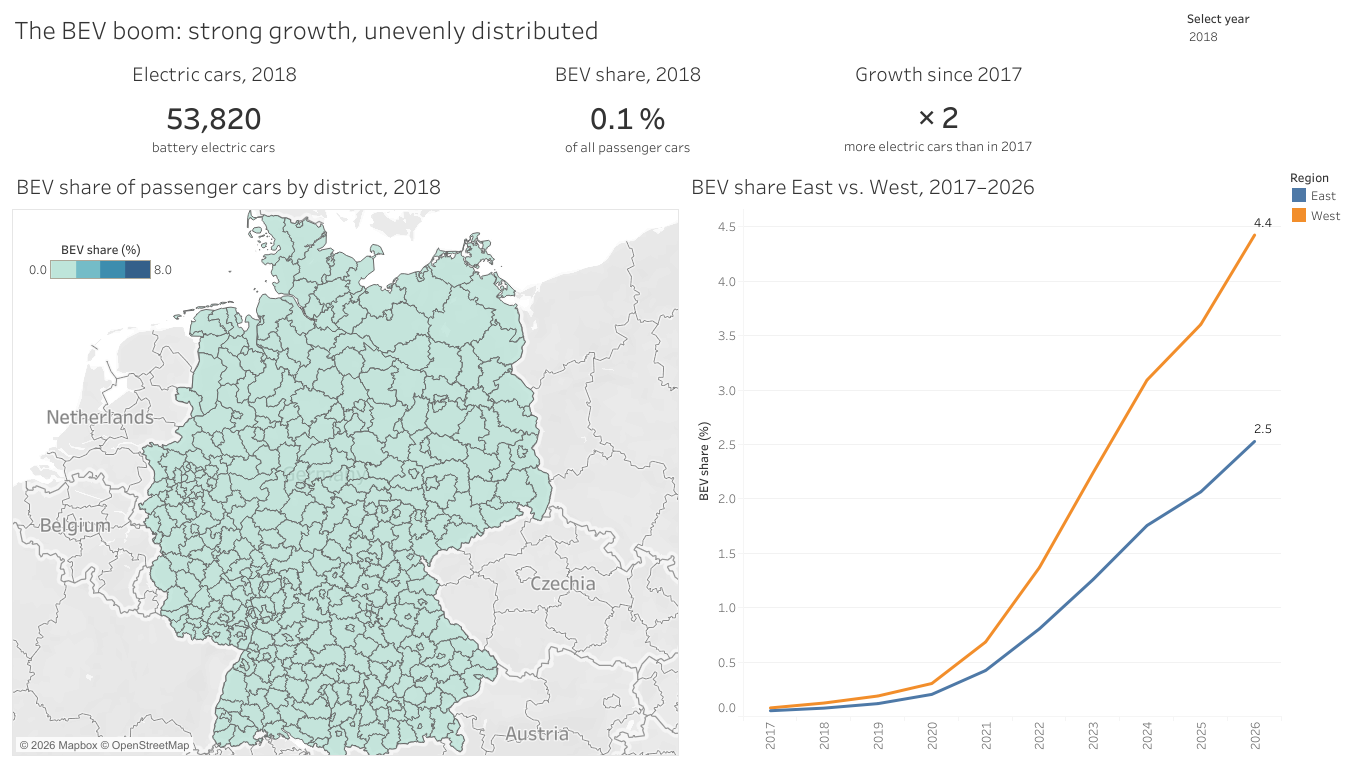 The BEV boom: strong growth, unevenly distributed
Select year
2018
Electric cars, 2018
53,820
battery electric cars
BEV share, 2018
0.1 %
of all passenger cars
Growth since 2017
× 2
more electric cars than in 2017
BEV share of passenger cars by district, 2018
BEV share (%)
0.0
8.0
Netherlands
Belgium
Germany
Czechia
Austria
© 2026 Mapbox © OpenStreetMap
BEV share East vs. West, 2017–2026
Region
East
West
BEV share (%)
4.5
4.0
3.5
3.0
2.5
2.0
1.5
1.0
0.5
0.0
4.4
2.5
2017
2018
2019
2020
2021
2022
2023
2024
2025
2026